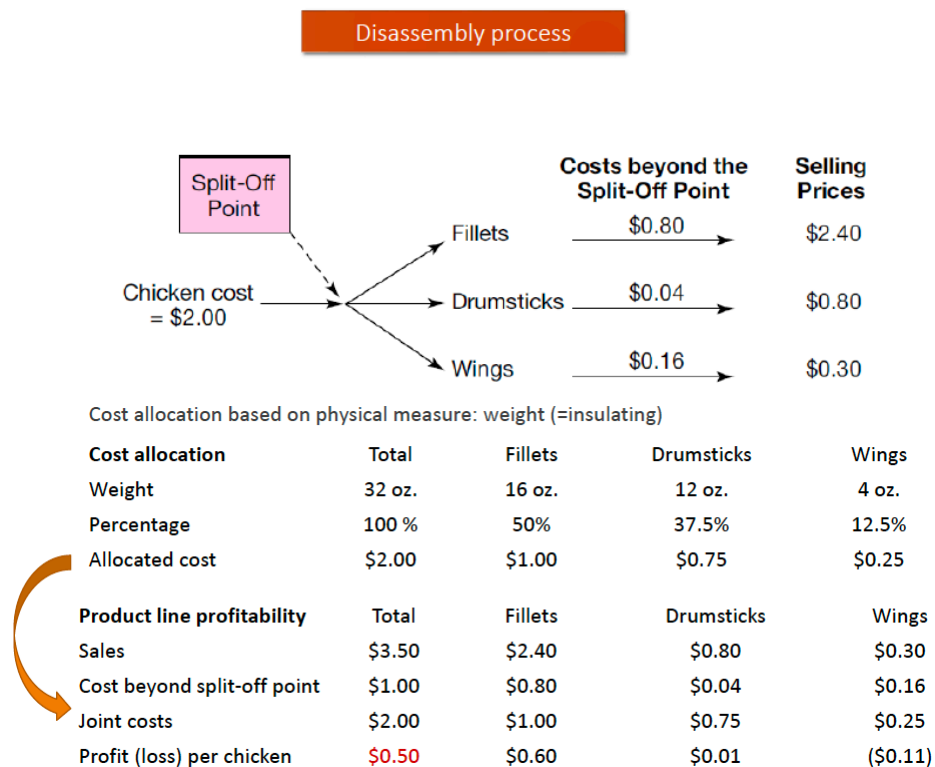 Disassembly process
Costs beyond the Selling
Split-Off Point Prices
Split-Off
Point
Fillets $0.80 $2.40
Chicken cost
= $2.00
Drumsticks $0.04 $0.80
Wings $0.16 $0.30
Cost allocation based on physical measure: weight (=insulating)
Cost allocation Total Fillets Drumsticks Wings
Weight 32 oz. 16 oz. 12 oz. 4 oz.
Percentage 100 % 50% 37.5% 12.5%
Allocated cost $2.00 $1.00 $0.75 $0.25
Product line profitability Total Fillets Drumsticks Wings
Sales $3.50 $2.40 $0.80 $0.30
Cost beyond split-off point $1.00 $0.80 $0.04 $0.16
Joint costs $2.00 $1.00 $0.75 $0.25
Profit (loss) per chicken $0.50 $0.60 $0.01 ($0.11)